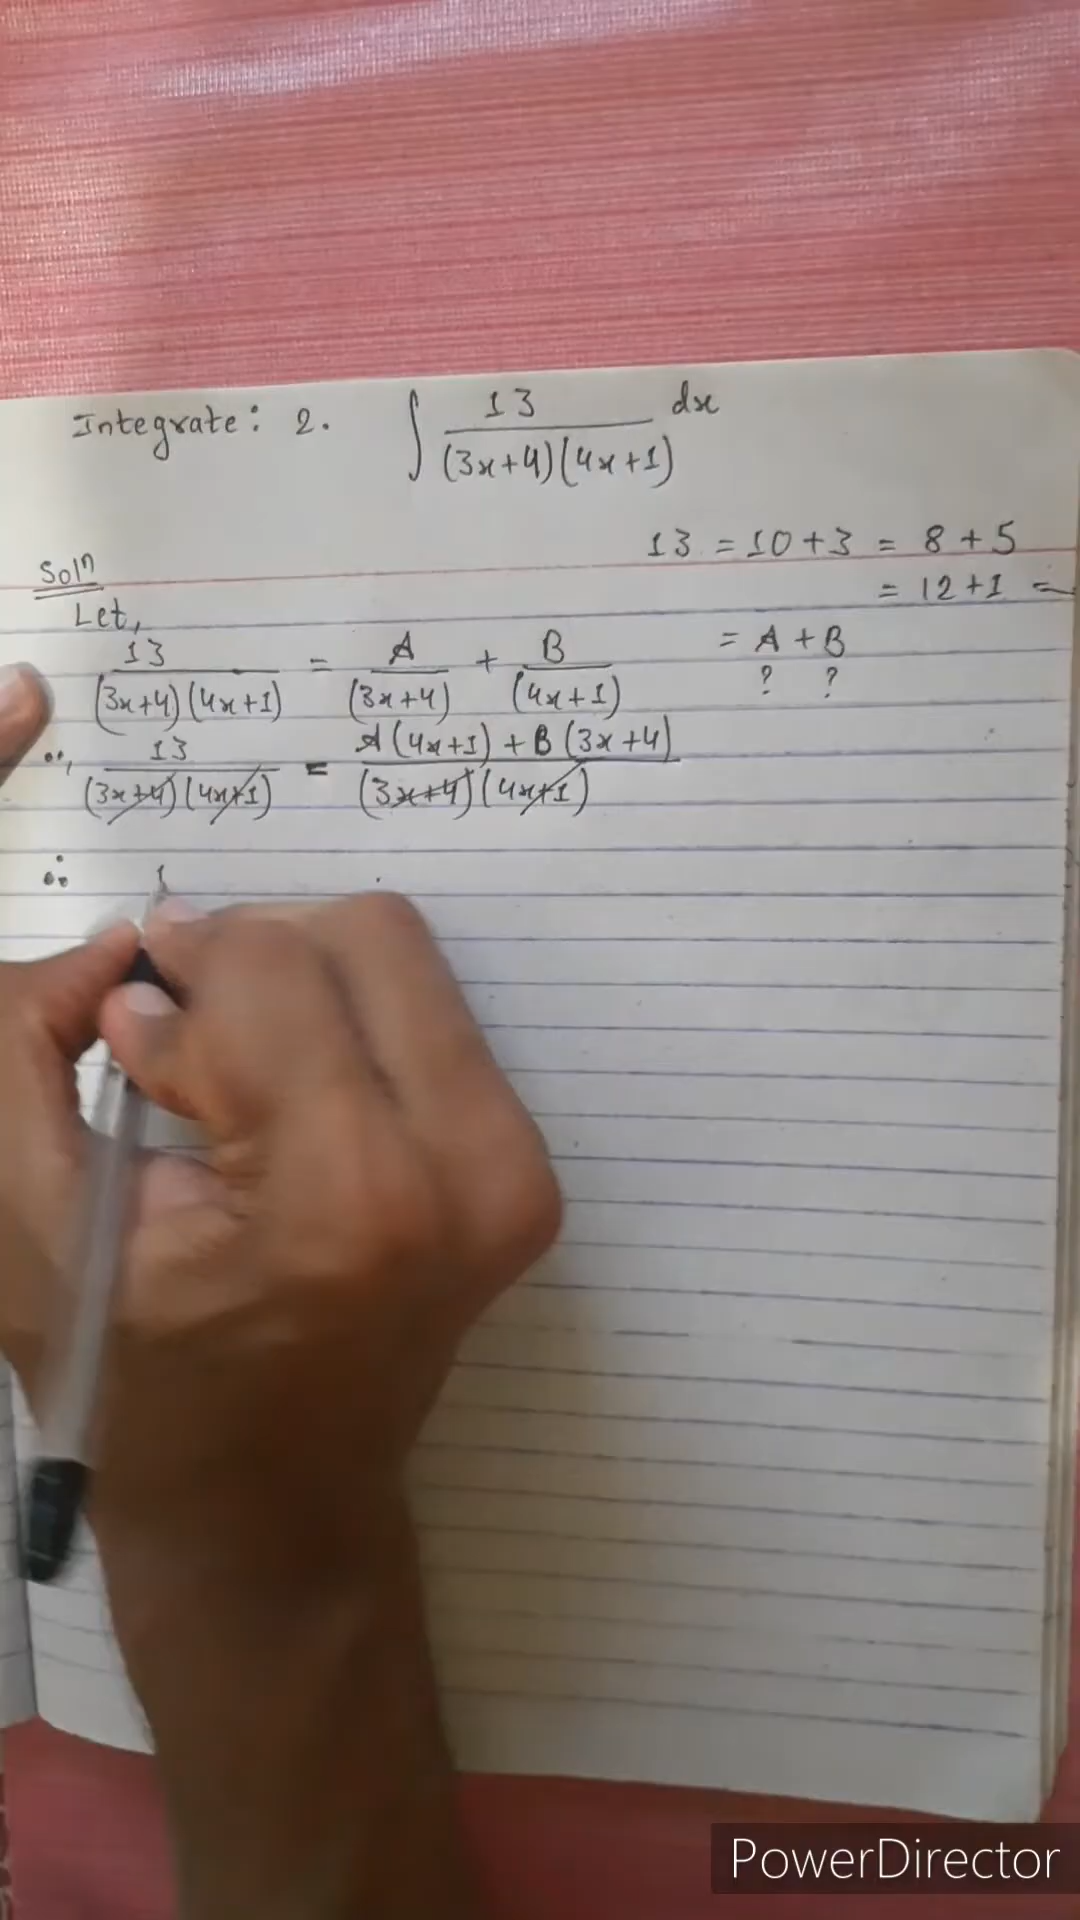 Integrate: 2. ∫ 13/(3x+4)(4x+1) dx
13 = 10+3 = 8+5
= 12+1 =
= A + B
? ?
Solⁿ
Let,
13/(3x+4)(4x+1) = A/(3x+4) + B/(4x+1)
or, 13/(3x+4)(4x+1) = A(4x+1) + B(3x+4)/(3x+4)(4x+1)
∴ 1
PowerDirector